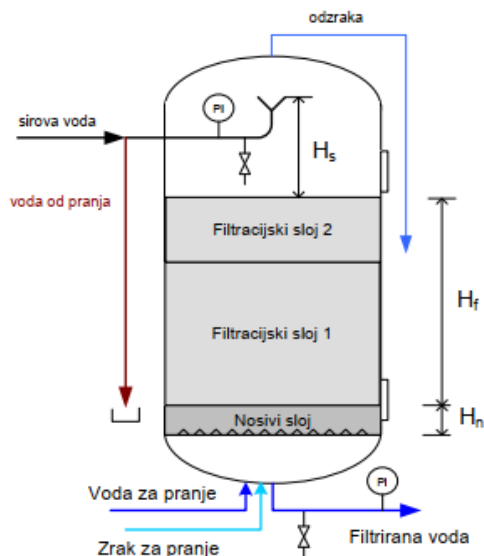 odzraka
PI
sirova voda
Hs
voda od pranja
Filtracijski sloj 2
Filtracijski sloj 1
Hf
Nosivi sloj
Hn
PI
Voda za pranje
Filtrirana voda
Zrak za pranje